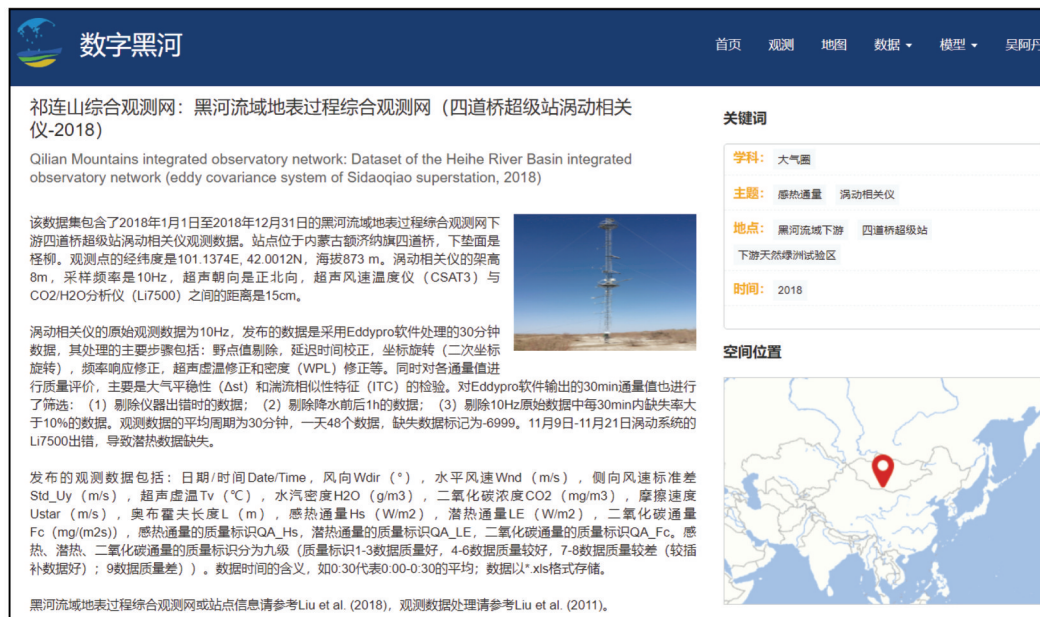 数字黑河
首页 观测 地图 数据 模型 吴阿丹
祁连山综合观测网：黑河流域地表过程综合观测网（四道桥超级站涡动相关
仪-2018）
Qilian Mountains integrated observatory network: Dataset of the Heihe River Basin integrated
observatory network (eddy covariance system of Sidaoqiao superstation, 2018)
该数据集包含了2018年1月1日至2018年12月31日的黑河流域地表过程综合观测网下
游四道桥超级站涡动相关仪观测数据。站点位于内蒙古额济纳旗四道桥，下垫面是
柽柳。观测点的经纬度是101.1374E, 42.0012N，海拔873 m。涡动相关仪的架高
8m，采样频率是10Hz，超声朝向是正北向，超声风速温度仪（CSAT3）与
CO2/H2O分析仪（Li7500）之间的距离是15cm。
涡动相关仪的原始观测数据为10Hz，发布的数据是采用Eddypro软件处理的30分钟
数据，其处理的主要步骤包括：野点值剔除，延迟时间校正，坐标旋转（二次坐标
旋转），频率响应修正，超声虚温修正和密度（WPL）修正等。同时对各通量值进
行质量评价，主要是大气平稳性（Δst）和湍流相似性特征（ITC）的检验。对Eddypro软件输出的30min通量值也进行
了筛选：（1）剔除仪器出错时的数据；（2）剔除降水前后1h的数据；（3）剔除10Hz原始数据中每30min内缺失率大
于10%的数据。观测数据的平均周期为30分钟，一天48个数据，缺失数据标记为-6999。11月9日-11月21日涡动系统的
Li7500出错，导致潜热数据缺失。
发布的观测数据包括：日期/时间Date/Time，风向Wdir（°），水平风速Wnd（m/s），侧向风速标准差
Std_Uy（m/s），超声虚温Tv（℃），水汽密度H2O（g/m3），二氧化碳浓度CO2（mg/m3），摩擦速度
Ustar（m/s），奥布霍夫长度L（m），感热通量Hs（W/m2），潜热通量LE（W/m2），二氧化碳通量
Fc（mg/(m2s)），感热通量的质量标识QA_Hs，潜热通量的质量标识QA_LE，二氧化碳通量的质量标识QA_Fc。感
热、潜热、二氧化碳通量的质量标识分为九级（质量标识1-3数据质量好，4-6数据质量较好，7-8数据质量较差（较插
补数据好）；9数据质量差））。数据时间的含义，如0:30代表0:00-0:30的平均；数据以*.xls格式存储。
黑河流域地表过程综合观测网或站点信息请参考Liu et al. (2018)，观测数据处理请参考Liu et al. (2011)。
关键词
学科： 大气圈
主题： 感热通量 涡动相关仪
地点： 黑河流域下游 四道桥超级站
下游天然绿洲试验区
时间： 2018
空间位置